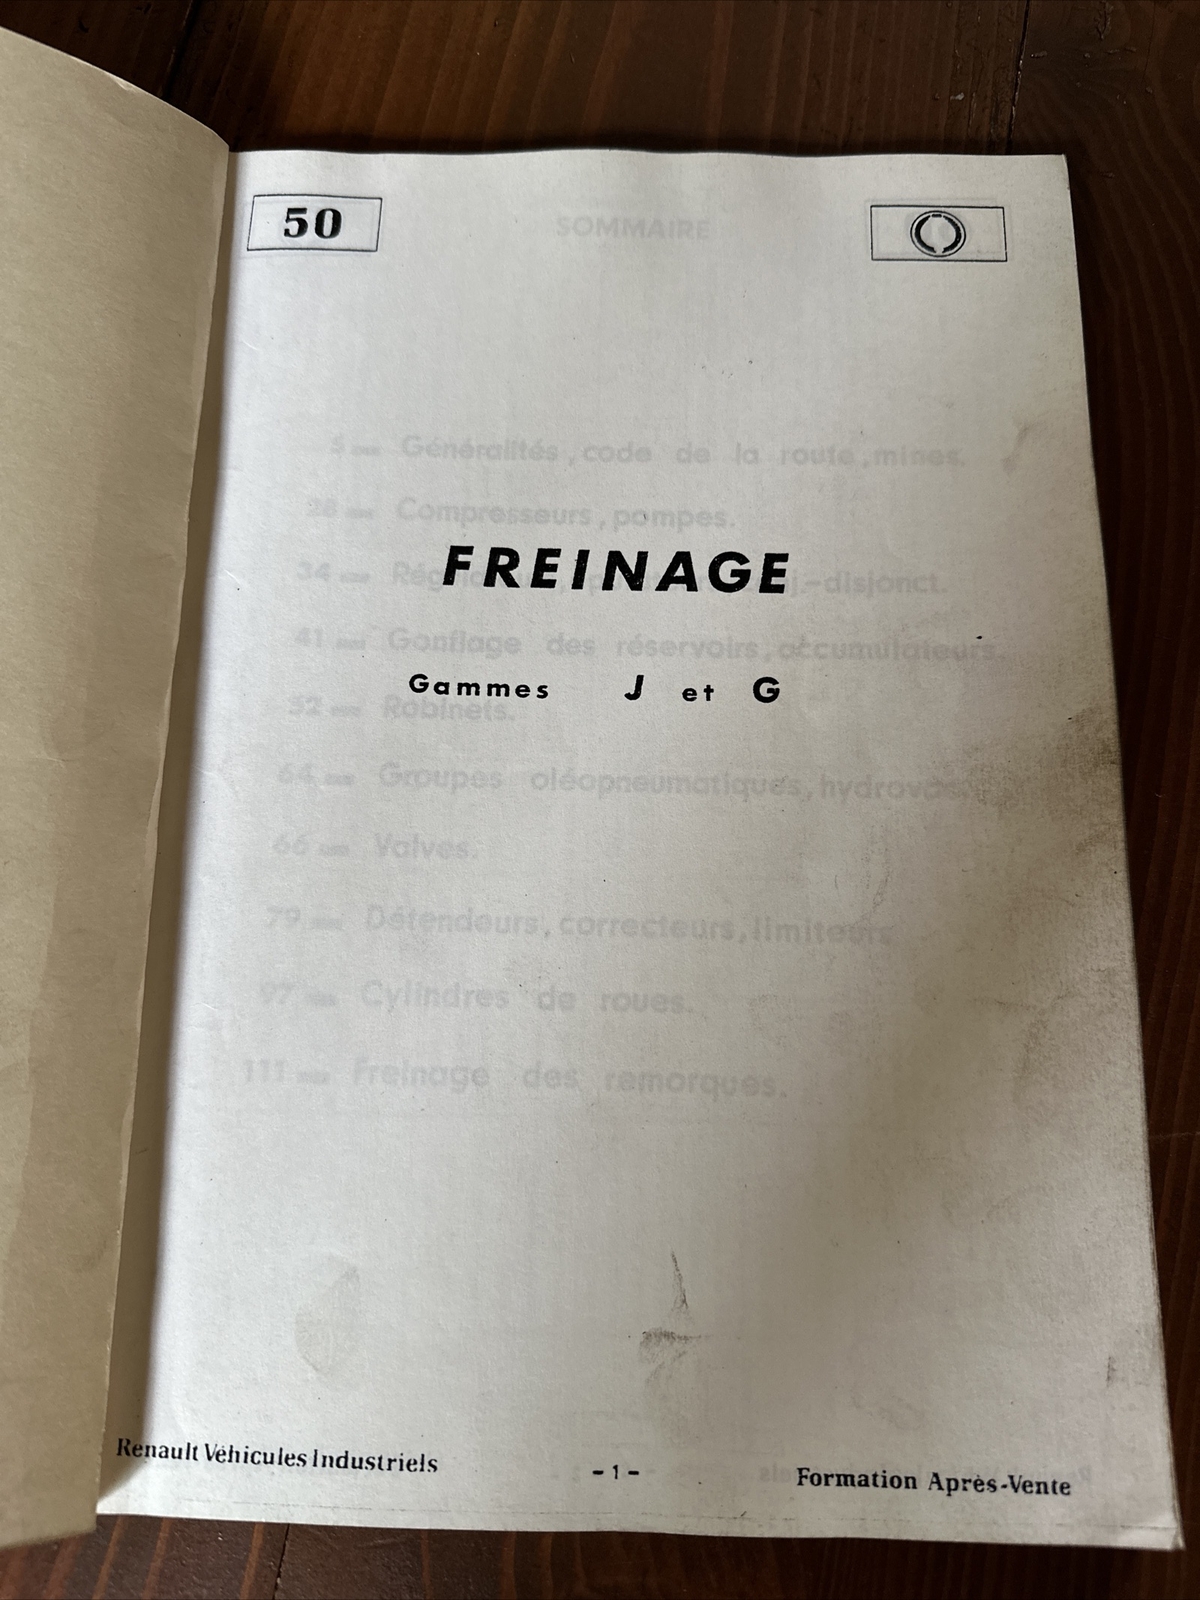 50
SOMMAIRE
5 — Généralités, code de la route, mines.
28 — Compresseurs, pompes.
FREINAGE
34 — disjonct.
41 — Gonflage des réservoirs, accumulateurs.
Gammes J et G
52 — Robinets.
64 — Groupes oléopneumatiques, hydrovacs.
66 — Valves.
79 — Détendeurs, correcteurs, limiteurs
97 — Cylindres de roues.
111 — Freinage des remorques.
Renault Véhicules Industriels
- 1 -
Formation Après-Vente